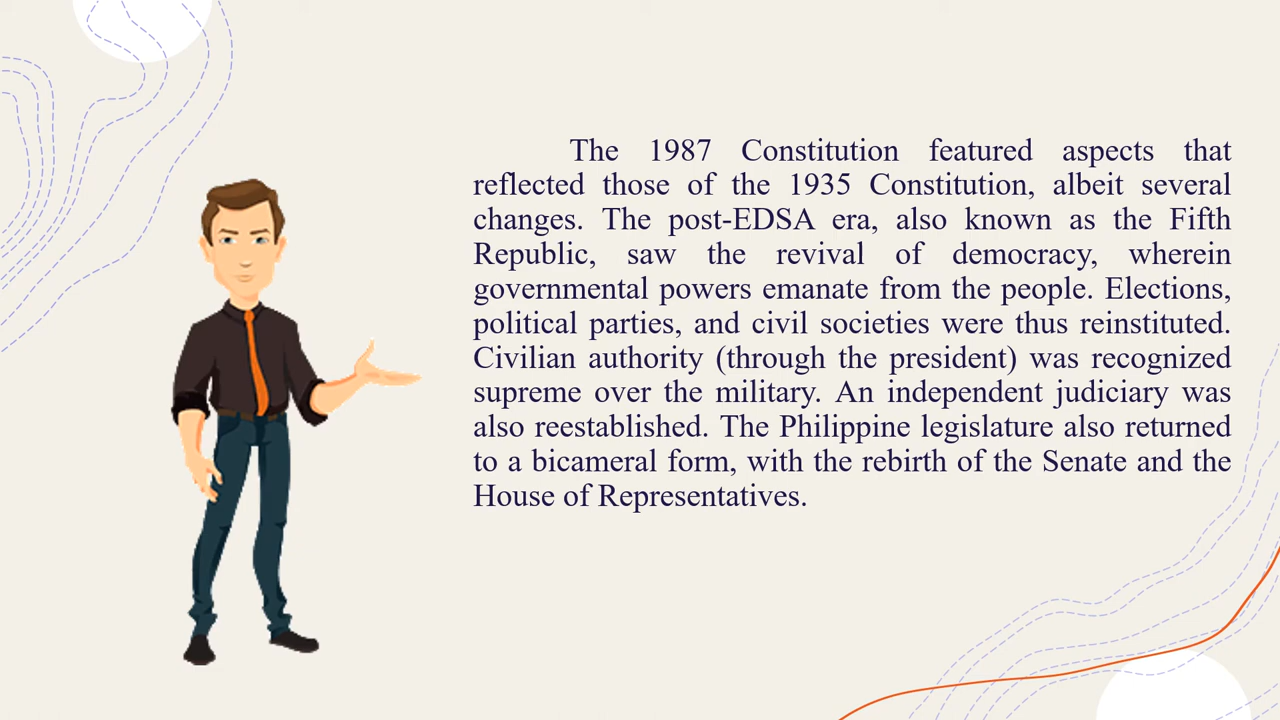 The 1987 Constitution featured aspects that
reflected those of the 1935 Constitution, albeit several
changes. The post-EDSA era, also known as the Fifth
Republic, saw the revival of democracy, wherein
governmental powers emanate from the people. Elections,
political parties, and civil societies were thus reinstituted.
Civilian authority (through the president) was recognized
supreme over the military. An independent judiciary was
also reestablished. The Philippine legislature also returned
to a bicameral form, with the rebirth of the Senate and the
House of Representatives.